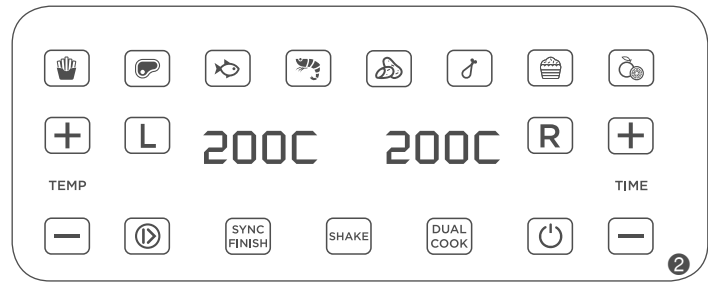 + L 200C 200C R +
TEMP TIME
SYNC
FINISH
SHAKE
DUAL
COOK
2